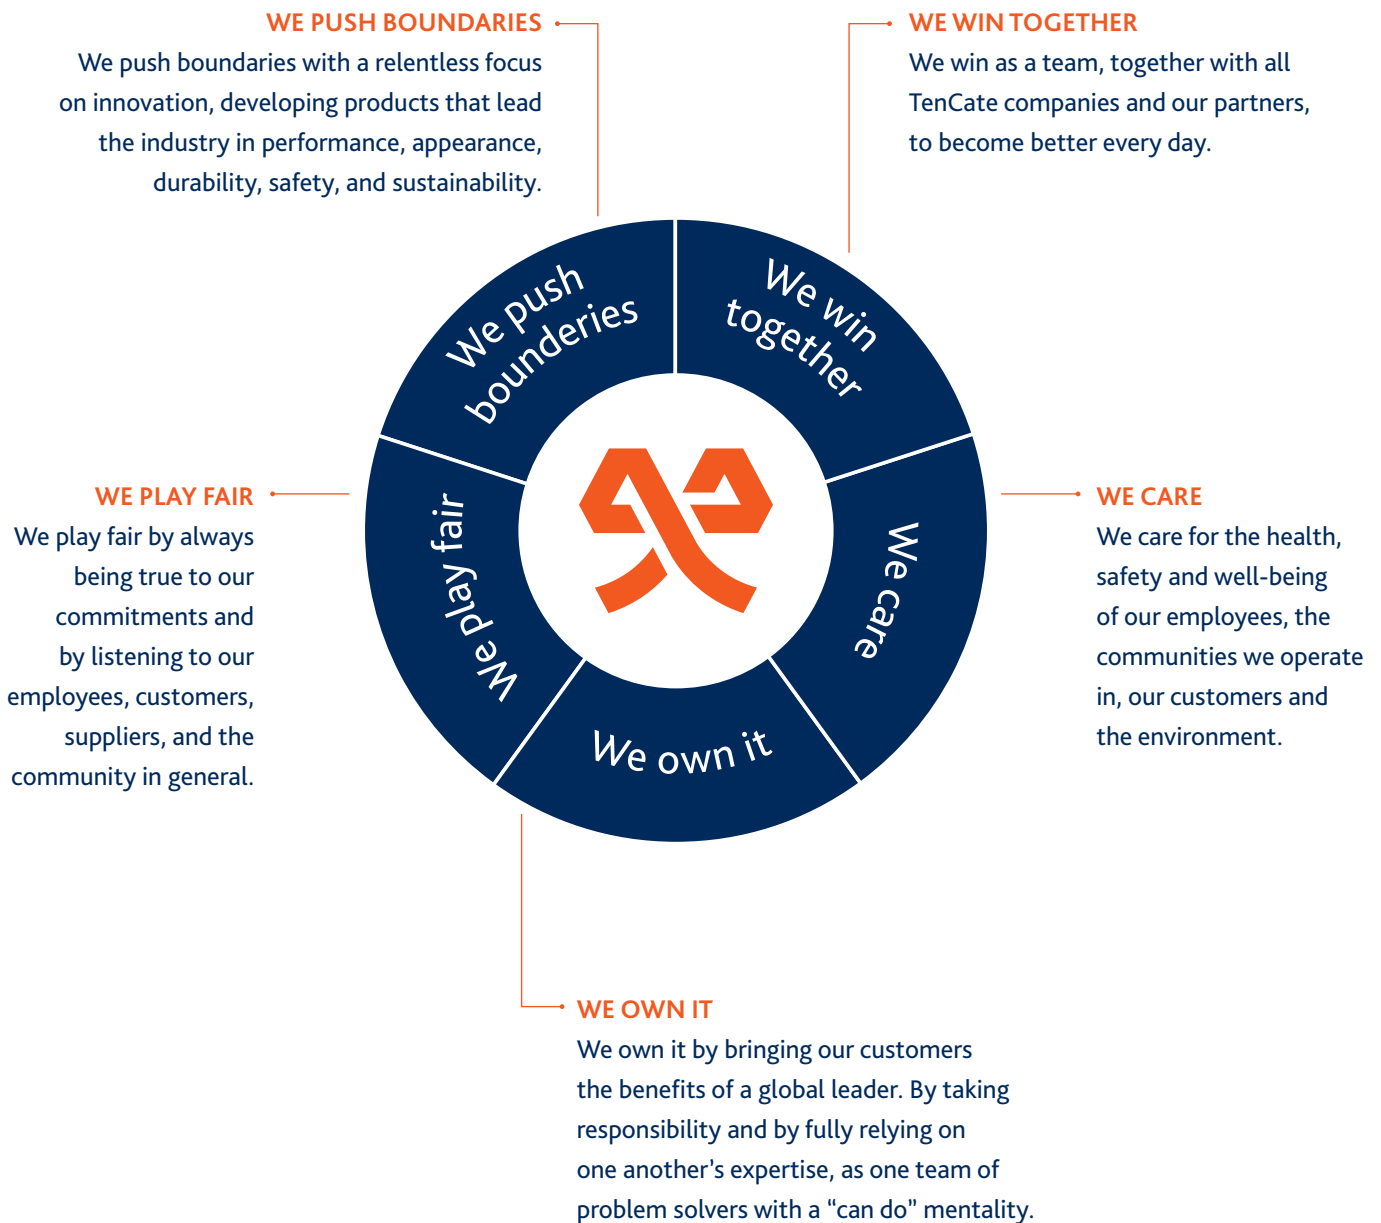 WE PUSH BOUNDARIES
We push boundaries with a relentless focus
on innovation, developing products that lead
the industry in performance, appearance,
durability, safety, and sustainability.
WE WIN TOGETHER
We win as a team, together with all
TenCate companies and our partners,
to become better every day.
We push
bounderies
We win
together
We play fair
We care
We own it
WE PLAY FAIR
We play fair by always
being true to our
commitments and
by listening to our
employees, customers,
suppliers, and the
community in general.
WE CARE
We care for the health,
safety and well-being
of our employees, the
communities we operate
in, our customers and
the environment.
WE OWN IT
We own it by bringing our customers
the benefits of a global leader. By taking
responsibility and by fully relying on
one another’s expertise, as one team of
problem solvers with a “can do” mentality.